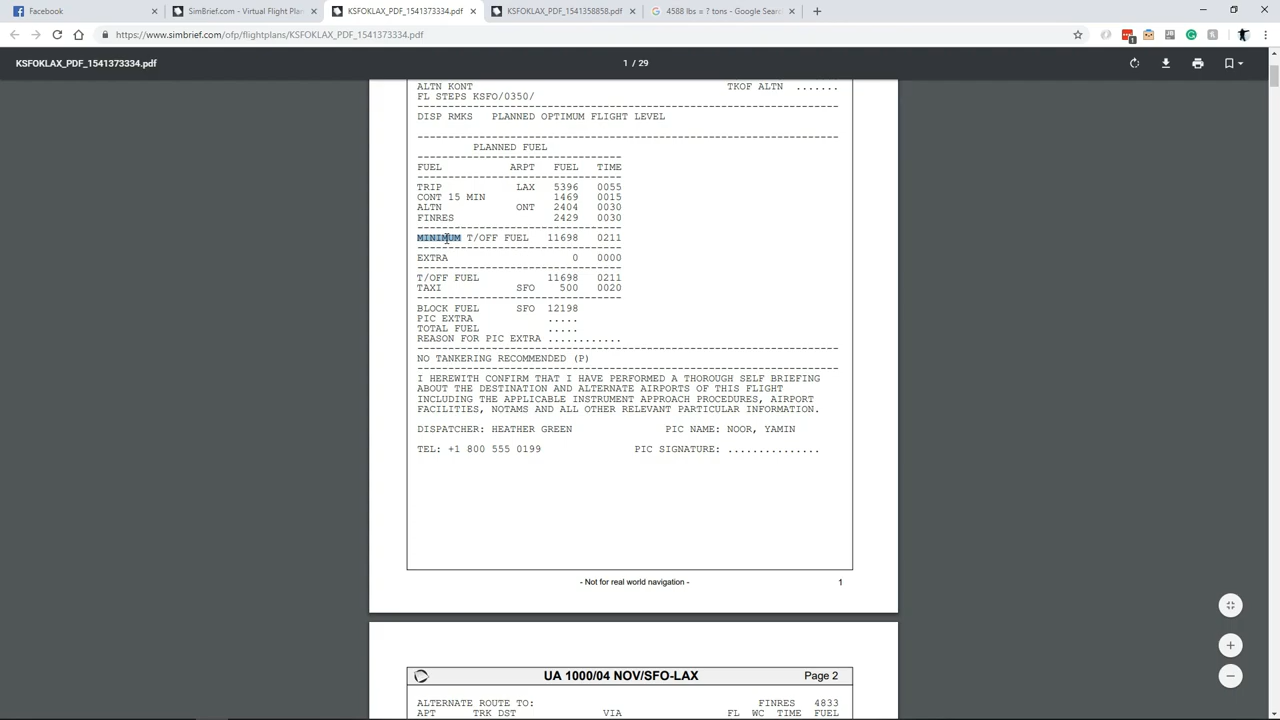 Facebook
SimBrief.com - Virtual Flight Plan
KSFOKLAX_PDF_1541373334.pdf
KSFOKLAX_PDF_1541358858.pdf
4588 lbs = ? tons - Google Sear
https://www.simbrief.com/ofp/flightplans/KSFOKLAX_PDF_1541373334.pdf
KSFOKLAX_PDF_1541373334.pdf
1 / 29
ALTN KONT TKOF ALTN .......
FL STEPS KSFO/0350/
DISP RMKS PLANNED OPTIMUM FLIGHT LEVEL
PLANNED FUEL
FUEL ARPT FUEL TIME
TRIP LAX 5396 0055
CONT 15 MIN 1469 0015
ALTN ONT 2404 0030
FINRES 2429 0030
MINIMUM T/OFF FUEL 11698 0211
EXTRA 0 0000
T/OFF FUEL 11698 0211
TAXI SFO 500 0020
BLOCK FUEL SFO 12198
PIC EXTRA .....
TOTAL FUEL .....
REASON FOR PIC EXTRA ............
NO TANKERING RECOMMENDED (P)
I HEREWITH CONFIRM THAT I HAVE PERFORMED A THOROUGH SELF BRIEFING
ABOUT THE DESTINATION AND ALTERNATE AIRPORTS OF THIS FLIGHT
INCLUDING THE APPLICABLE INSTRUMENT APPROACH PROCEDURES, AIRPORT
FACILITIES, NOTAMS AND ALL OTHER RELEVANT PARTICULAR INFORMATION.
DISPATCHER: HEATHER GREEN PIC NAME: NOOR, YAMIN
TEL: +1 800 555 0199 PIC SIGNATURE: ...............
- Not for real world navigation - 1
UA 1000/04 NOV/SFO-LAX Page 2
ALTERNATE ROUTE TO: FINRES 4833
APT TRK DST VIA FL WC TIME FUEL